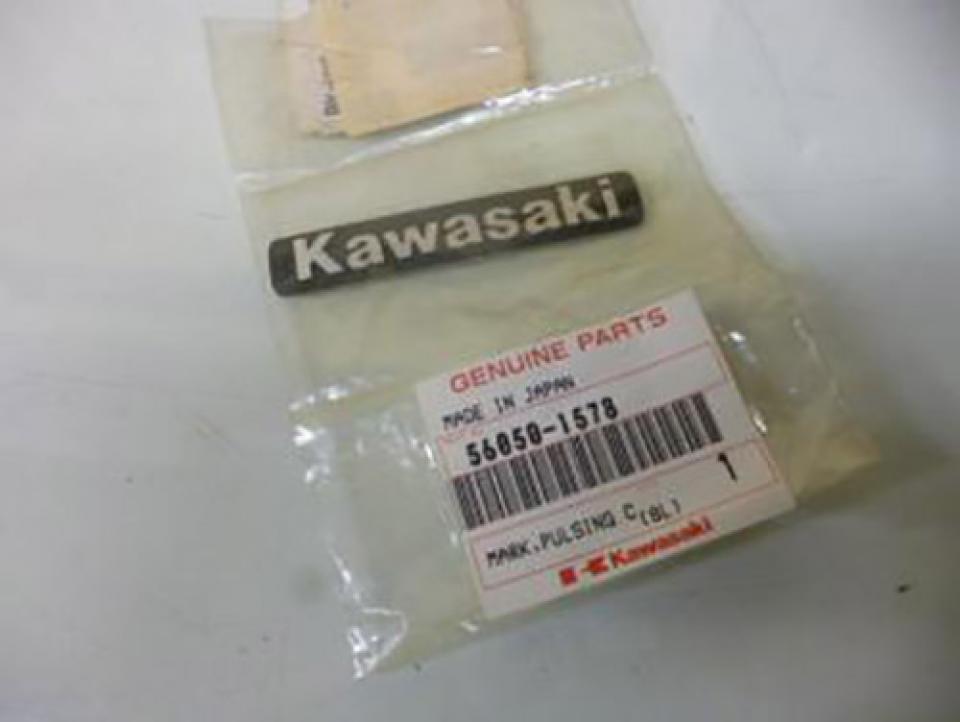 Kawasaki
GENUINE PARTS
MADE IN JAPAN
56050-1578
1
MARK,PULSING C(BL)
Kawasaki